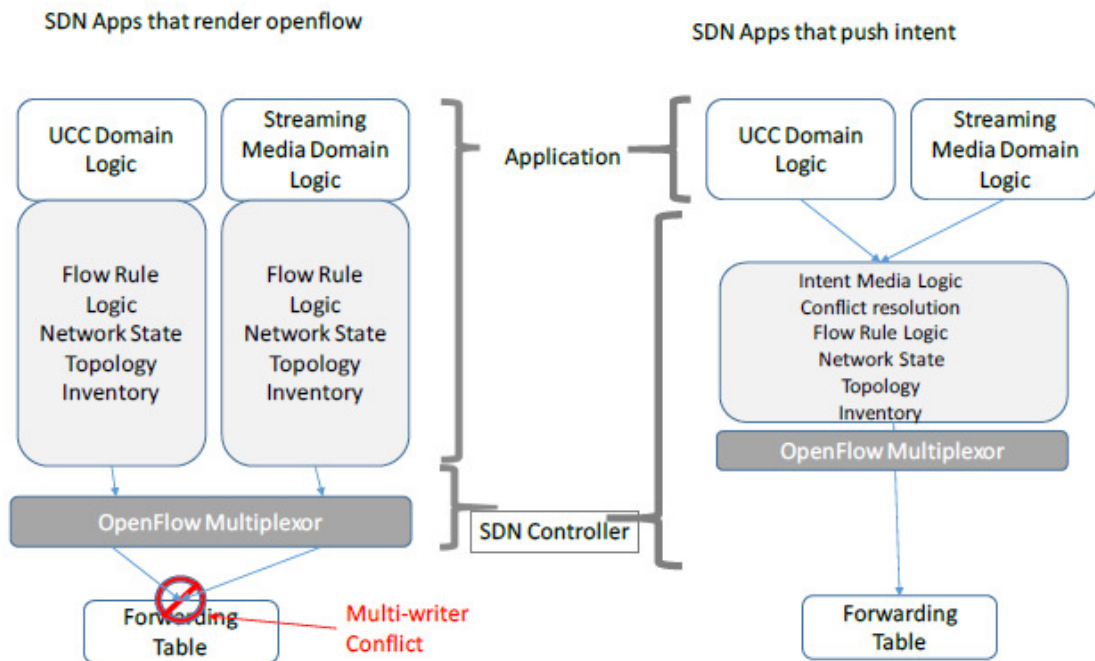 SDN Apps that render openflow
SDN Apps that push intent
UCC Domain
Logic
Streaming
Media Domain
Logic
Flow Rule
Logic
Network State
Topology
Inventory
Flow Rule
Logic
Network State
Topology
Inventory
OpenFlow Multiplexor
Forwarding
Table
Multi-writer
Conflict
Application
SDN Controller
UCC Domain
Logic
Streaming
Media Domain
Logic
Intent Media Logic
Conflict resolution
Flow Rule Logic
Network State
Topology
Inventory
OpenFlow Multiplexor
Forwarding
Table